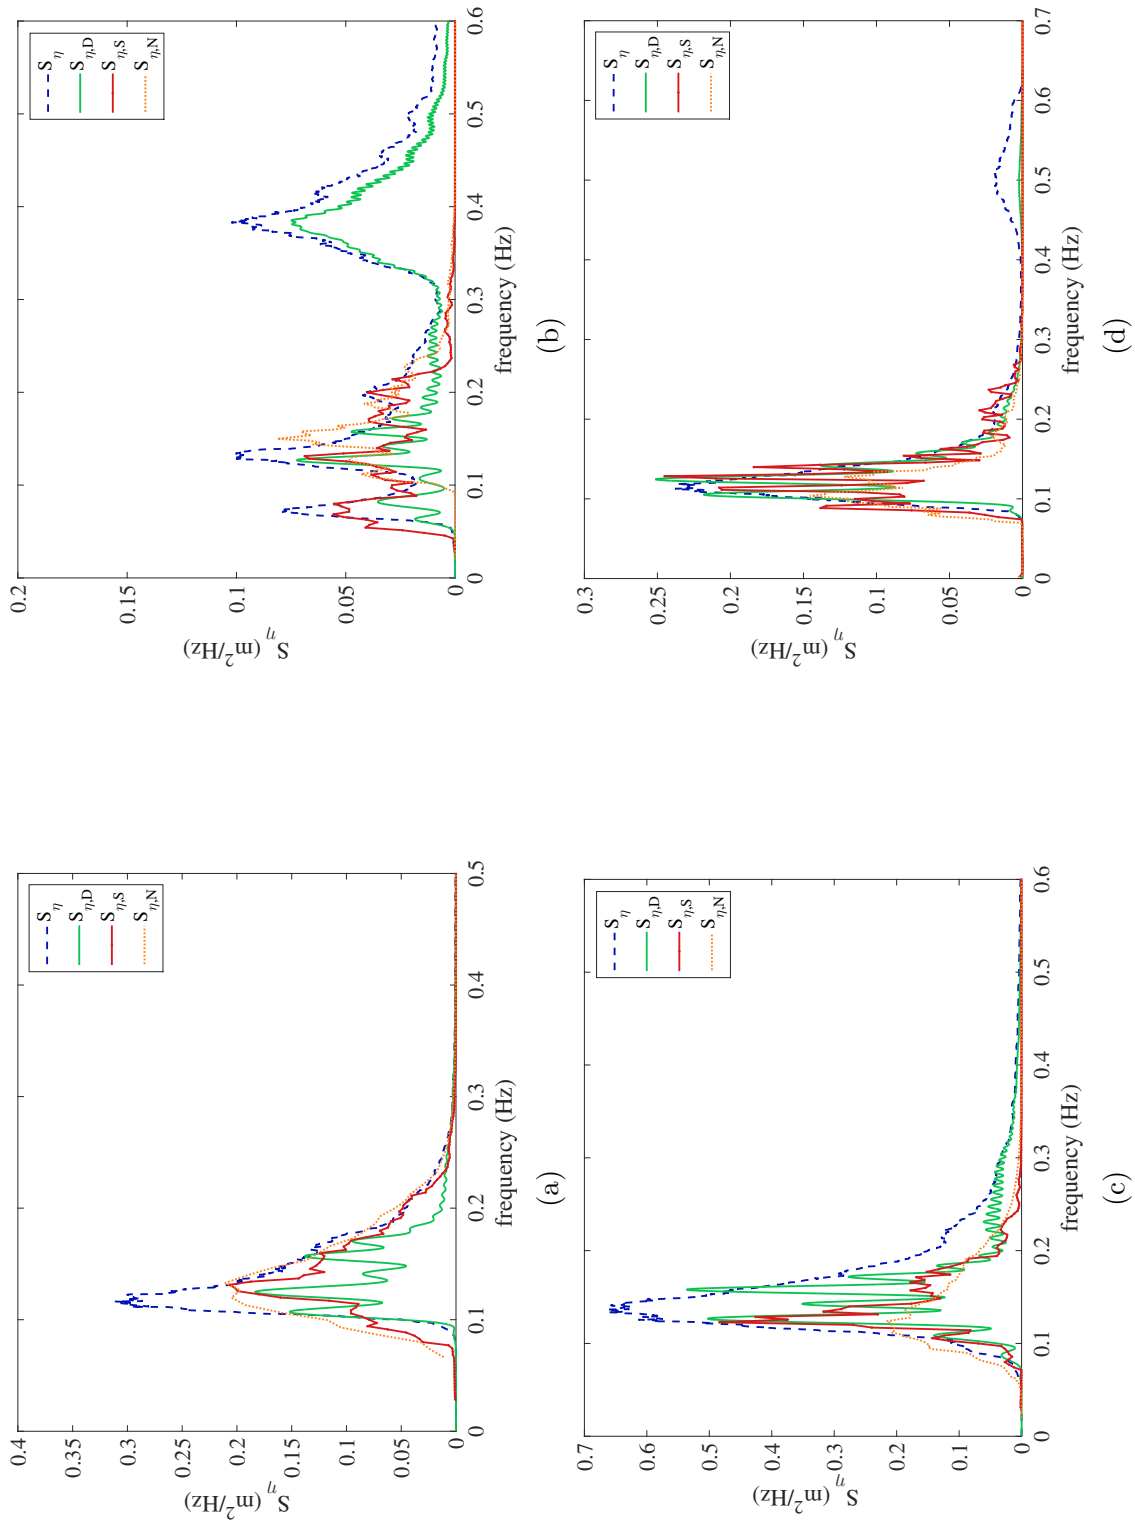 0.4
0.35
0.3
0.25
0.2
0.15
0.1
0.05
0
S_η (m²/Hz)
0
0.1
0.2
0.3
0.4
0.5
frequency (Hz)
S_η
S_η,D
S_η,S
S_η,N
(a)
0.2
0.15
0.1
0.05
0
S_η (m²/Hz)
0
0.1
0.2
0.3
0.4
0.5
0.6
frequency (Hz)
S_η
S_η,D
S_η,S
S_η,N
(b)
0.7
0.6
0.5
0.4
0.3
0.2
0.1
0
S_η (m²/Hz)
0
0.1
0.2
0.3
0.4
0.5
0.6
frequency (Hz)
S_η
S_η,D
S_η,S
S_η,N
(c)
0.3
0.25
0.2
0.15
0.1
0.05
0
S_η (m²/Hz)
0
0.1
0.2
0.3
0.4
0.5
0.6
0.7
frequency (Hz)
S_η
S_η,D
S_η,S
S_η,N
(d)